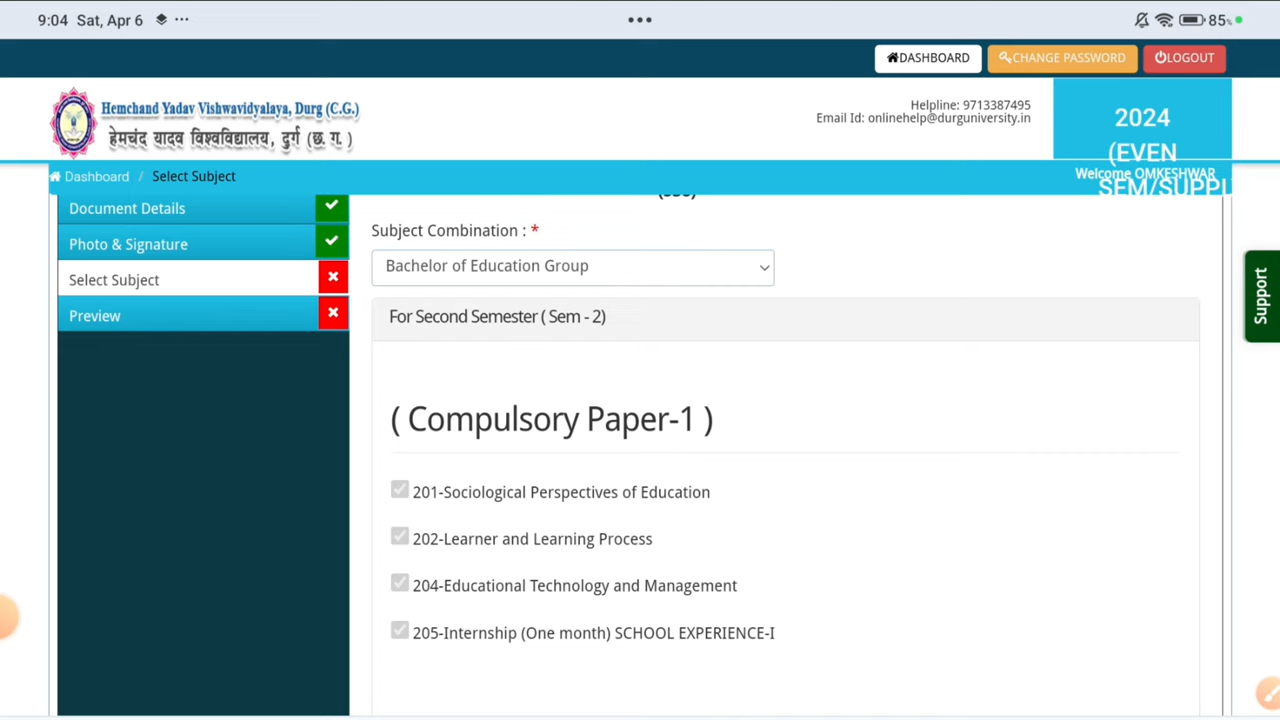 9:04 Sat, Apr 6
85%
DASHBOARD
CHANGE PASSWORD
LOGOUT
Hemchand Yadav Vishwavidyalaya, Durg (C.G.)
हेमचंद यादव विश्वविद्यालय, दुर्ग (छ. ग. )
Helpline: 9713387495
Email Id: onlinehelp@durguniversity.in
2024
(EVEN
SEM/SUPPL
Welcome OMKESHWAR
Dashboard / Select Subject
Document Details
Photo & Signature
Select Subject
Preview
Subject Combination : *
Bachelor of Education Group
For Second Semester ( Sem - 2)
( Compulsory Paper-1 )
201-Sociological Perspectives of Education
202-Learner and Learning Process
204-Educational Technology and Management
205-Internship (One month) SCHOOL EXPERIENCE-I
Support